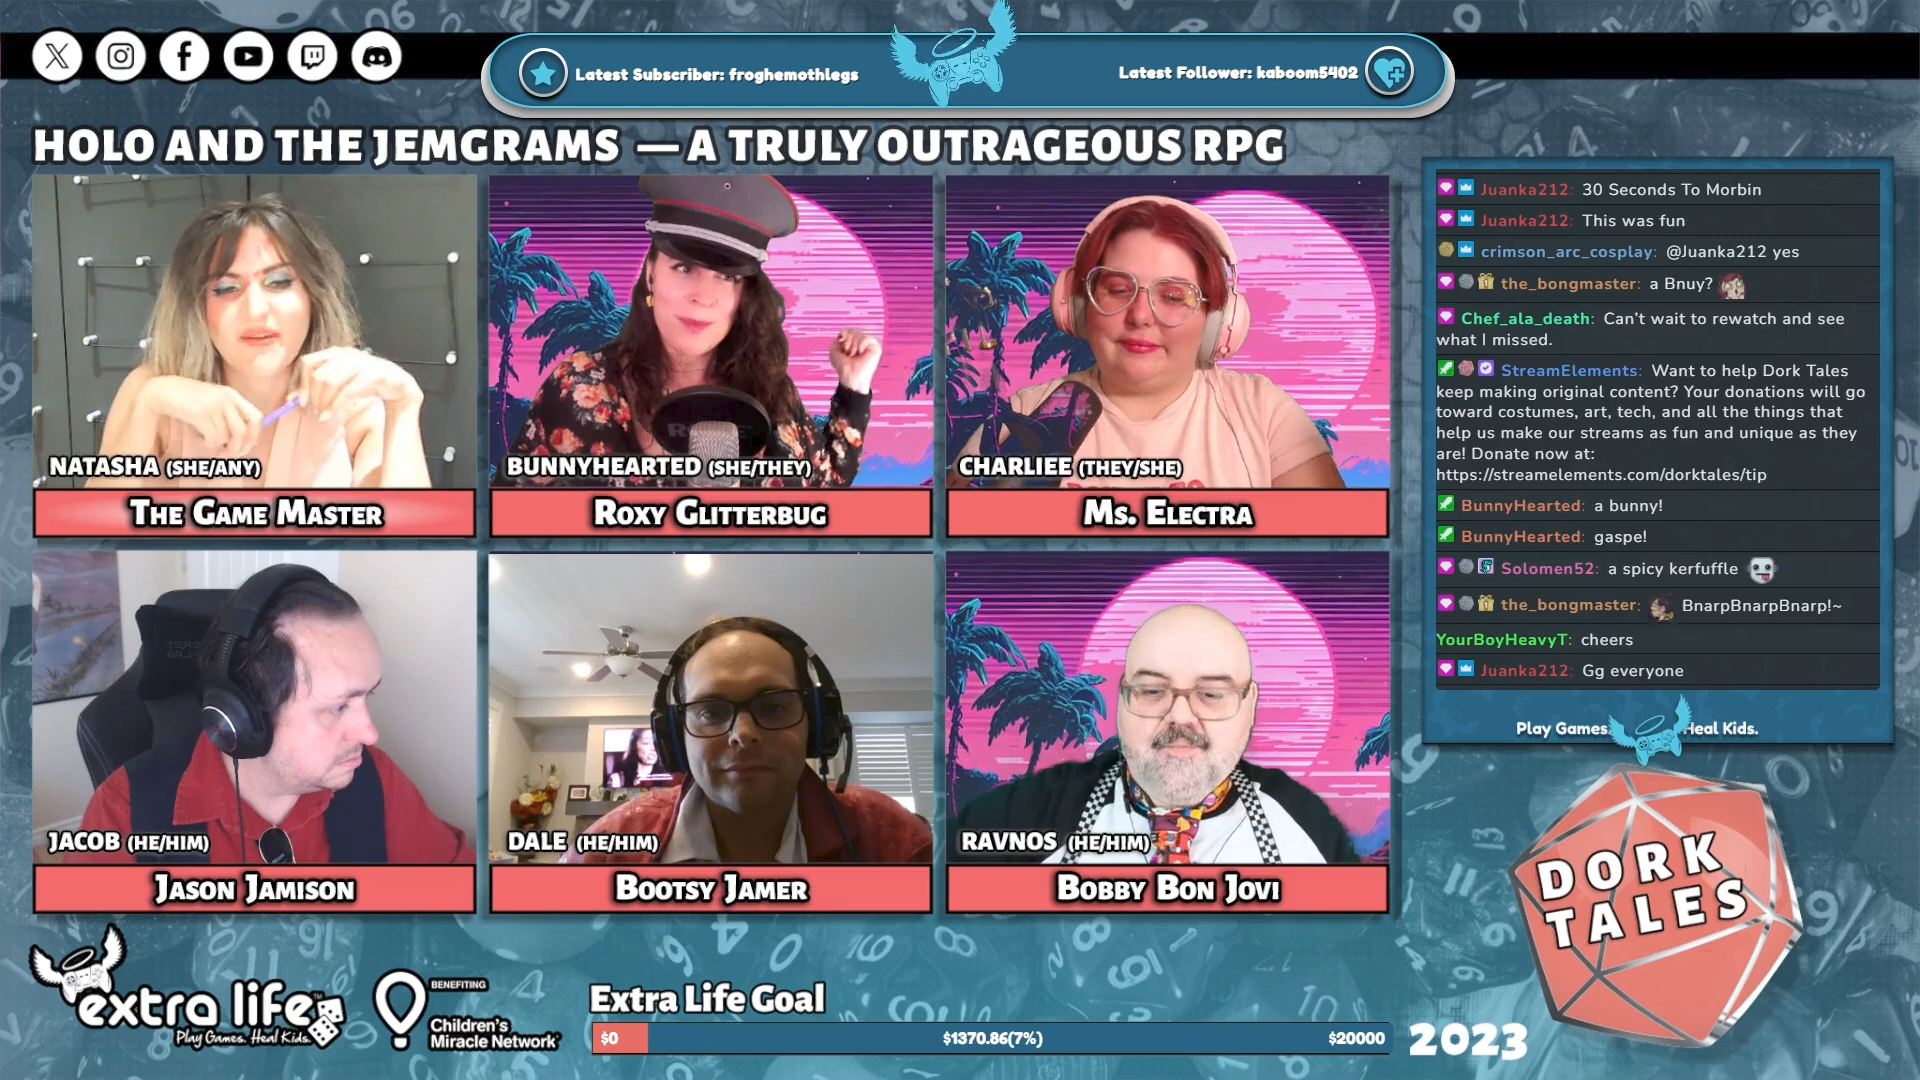 Latest Subscriber: froghemothlegs
Latest Follower: kaboom5402
HOLO AND THE JEMGRAMS — A TRULY OUTRAGEOUS RPG
NATASHA (SHE/ANY)
THE GAME MASTER
BUNNYHEARTED (SHE/THEY)
ROXY GLITTERBUG
CHARLIEE (THEY/SHE)
MS. ELECTRA
JACOB (HE/HIM)
JASON JAMISON
DALE (HE/HIM)
BOOTSY JAMER
RAVNOS (HE/HIM)
BOBBY BON JOVI
Juanka212: 30 Seconds To Morbin
Juanka212: This was fun
crimson_arc_cosplay: @Juanka212 yes
the_bongmaster: a Bnuy?
Chef_ala_death: Can't wait to rewatch and see
what I missed.
StreamElements: Want to help Dork Tales
keep making original content? Your donations will go
toward costumes, art, tech, and all the things that
help us make our streams as fun and unique as they
are! Donate now at:
https://streamelements.com/dorktales/tip
BunnyHearted: a bunny!
BunnyHearted: gaspe!
Solomen52: a spicy kerfuffle
the_bongmaster: BnarpBnarpBnarp!~
YourBoyHeavyT: cheers
Juanka212: Gg everyone
Play Games. Heal Kids.
DORK
TALES
extra life
Play Games. Heal Kids.
BENEFITING
Children's
Miracle Network
Extra Life Goal
$0
$1370.86(7%)
$20000
2023